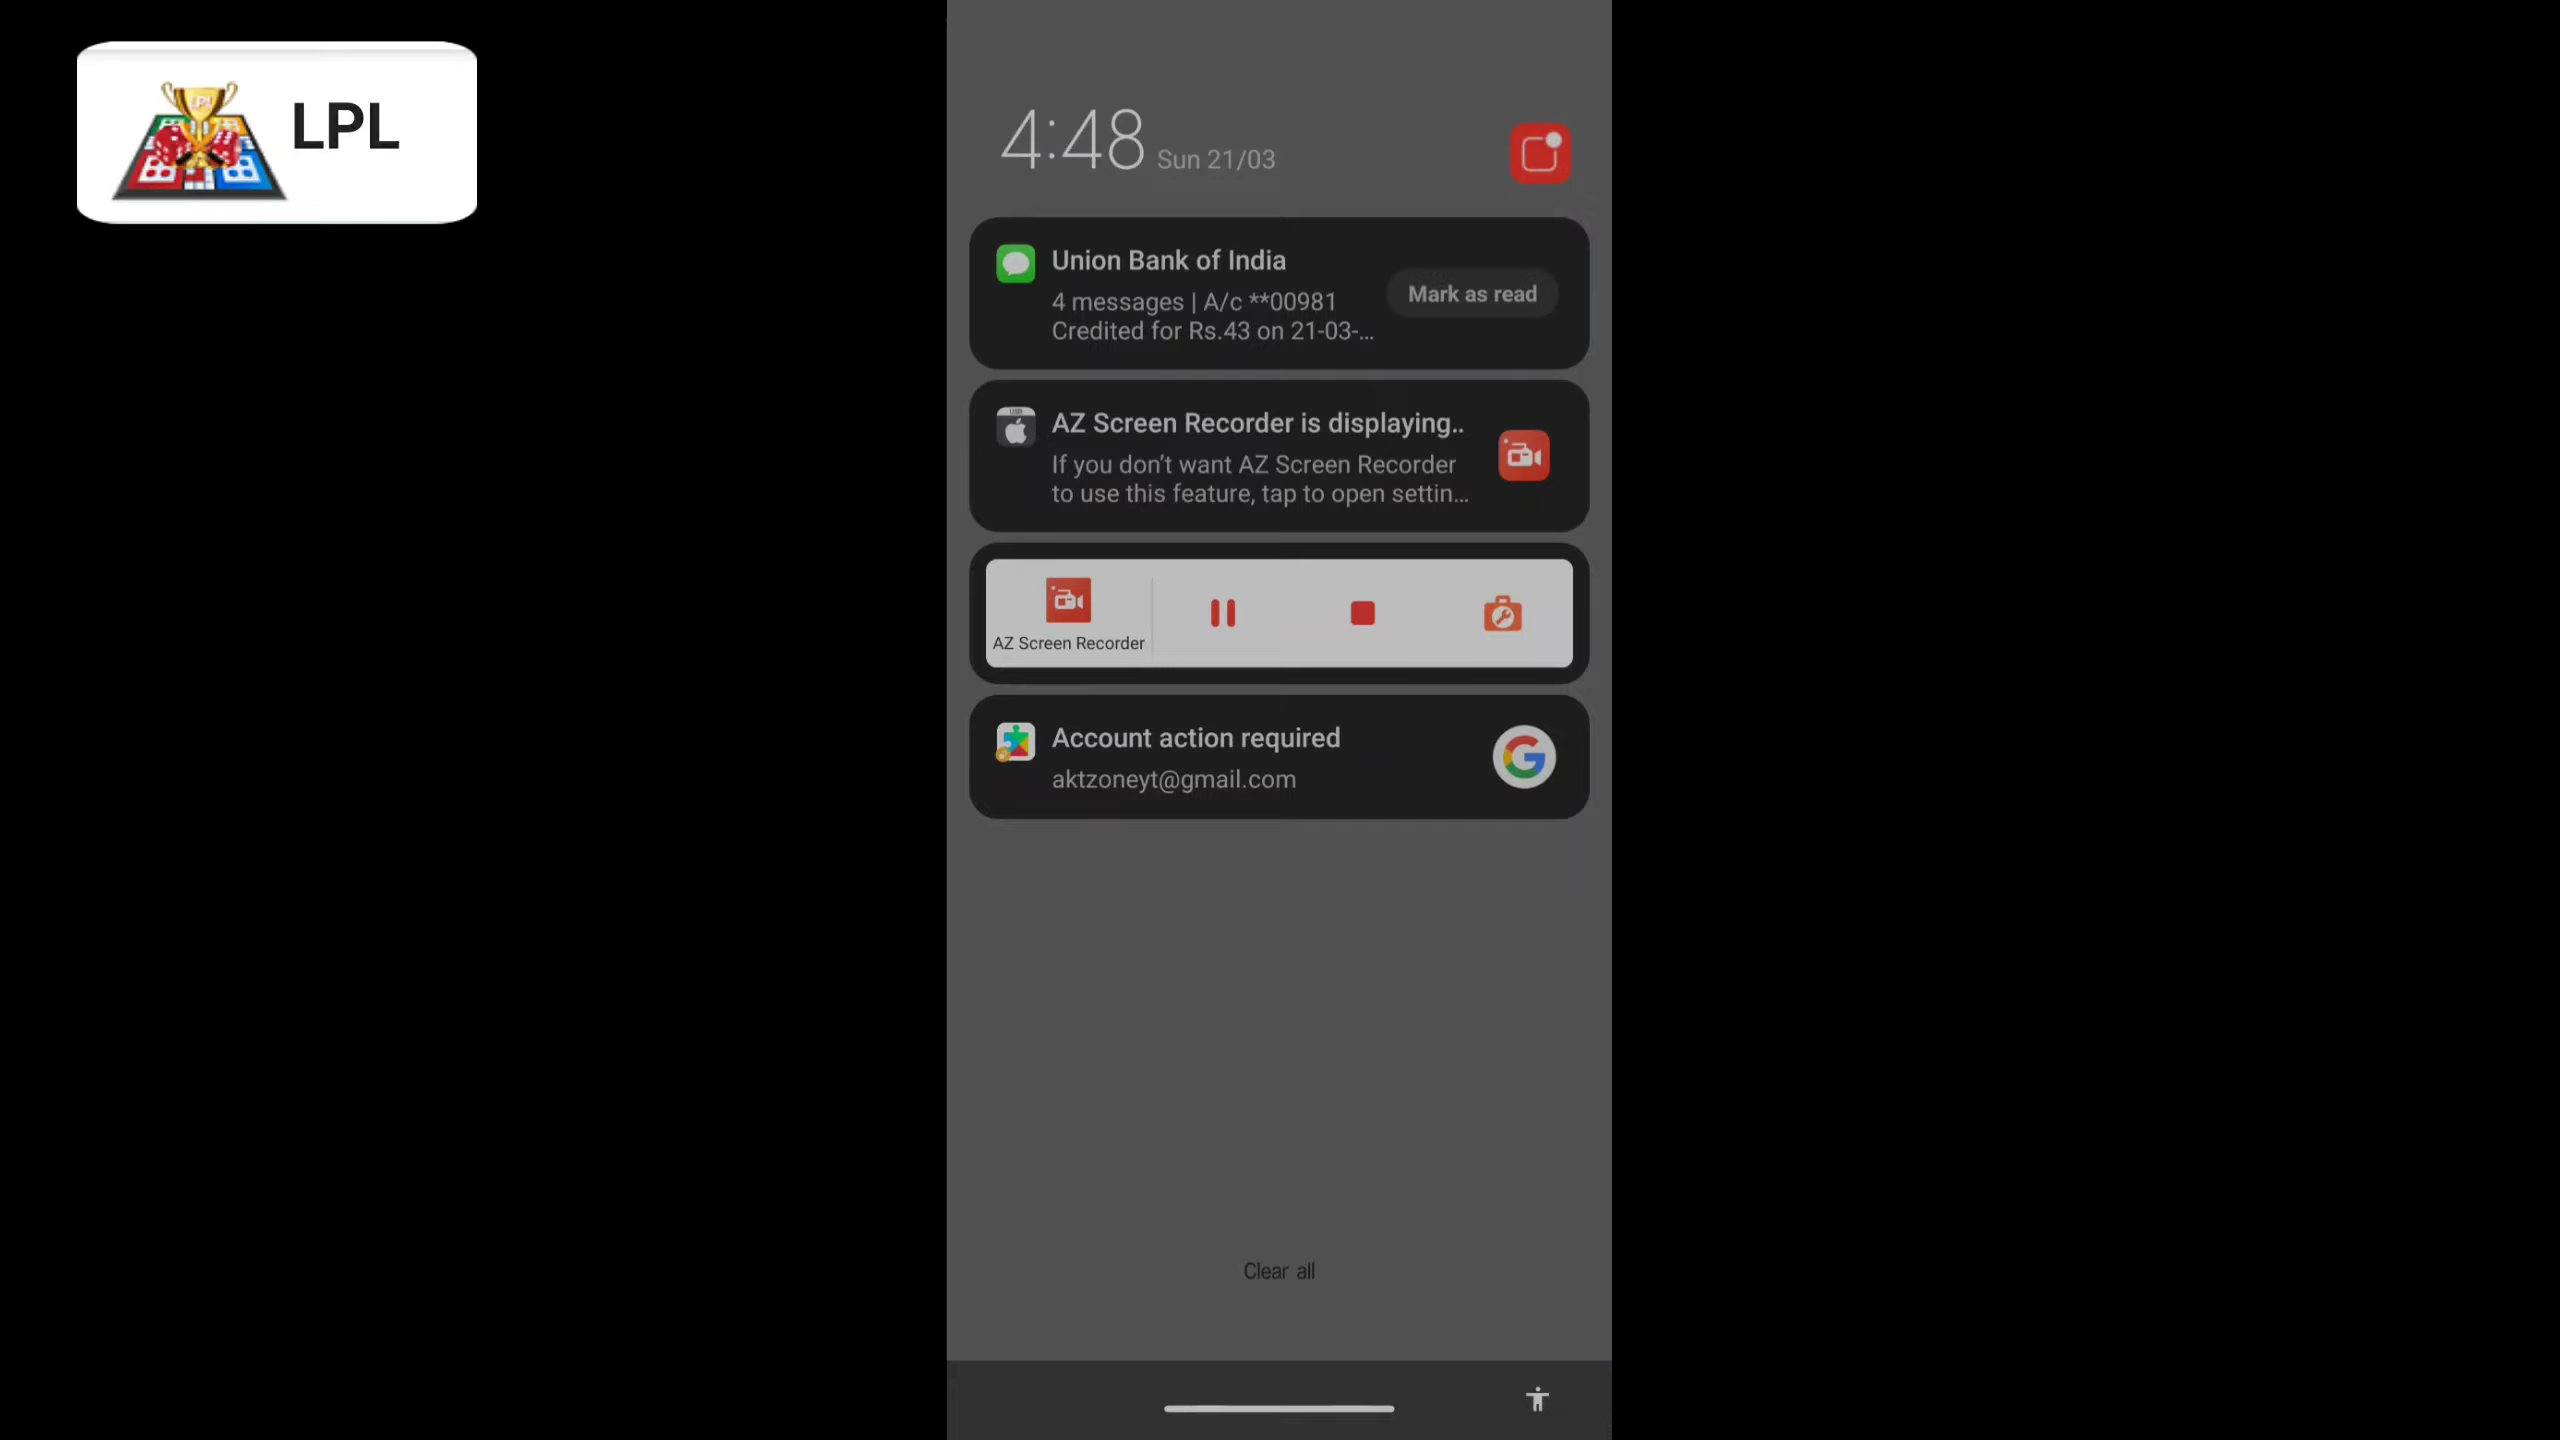 LPL
4:48 Sun 21/03
Union Bank of India
4 messages | A/c **00981
Credited for Rs.43 on 21-03-...
Mark as read
AZ Screen Recorder is displaying..
If you don't want AZ Screen Recorder
to use this feature, tap to open settin...
AZ Screen Recorder
Account action required
aktzoneyt@gmail.com
Clear all